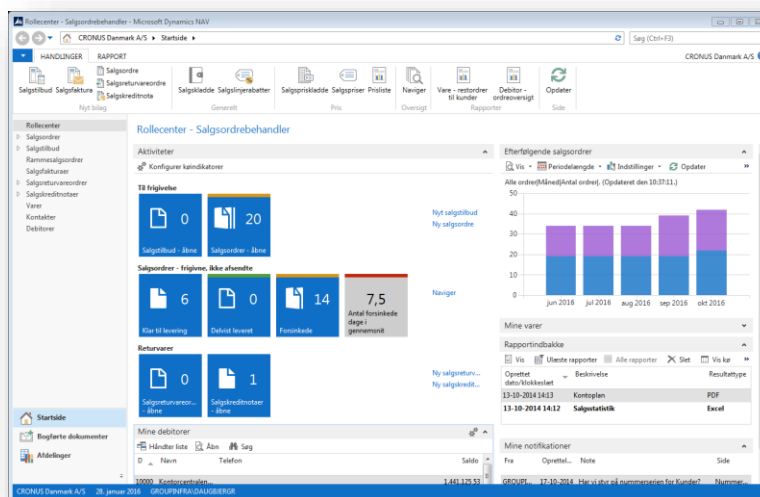 Rollecenter - Salgsordrebehandler - Microsoft Dynamics NAV
CRONUS Danmark A/S ▸ Startside ▸
Søg (Ctrl+F3)
HANDLINGER RAPPORT
CRONUS Danmark A/S
Salgstilbud
Salgsfaktura
Salgsordre
Salgsreturvareordre
Salgskreditnota
Nyt bilag
Salgskladde
Salgslinjerabatter
Generelt
Salgspriskladde
Salgspriser
Prisliste
Pris
Naviger
Oversigt
Vare - restordrer til kunder
Debitor - ordreoversigt
Rapporter
Opdater
Side
Rollecenter
Salgsordrer
Salgstilbud
Rammesalgsordrer
Salgsfakturaer
Salgsreturvareordrer
Salgskreditnotaer
Varer
Kontakter
Debitorer
Startside
Bogførte dokumenter
Afdelinger
Rollecenter - Salgsordrebehandler
Aktiviteter
Konfigurer køindikatorer
Til frigivelse
0
Salgstilbud - åbne
20
Salgsordrer - åbne
Nyt salgstilbud
Ny salgsordre
Salgsordrer - frigivne, ikke afsendte
6
Klar til levering
0
Delvist leveret
14
Forsinkede
7,5
Antal forsinkede
dage i
gennemsnit
Naviger
Returvarer
0
Salgsreturvareor...
- åbne
1
Salgskreditnotaer
- åbne
Ny salgsreturv...
Ny salgskredit...
Mine debitorer
Håndter liste Åbn Søg
D Navn Telefon Saldo
10000 Kontorcentralen... 1.441.125,53
Efterfølgende salgsordrer
Vis Periodelængde Indstillinger Opdater
Alle ordrer|Måned|Antal ordrer|. (Opdateret den 10:37:11.)
50
40
30
20
10
0
jun 2016 jul 2016 aug 2016 sep 2016 okt 2016
Mine varer
Rapportindbakke
Vis Ulæste rapporter Alle rapporter Slet Vis kø
Oprettet
dato/klokkeslæt
Beskrivelse
Resultattype
13-10-2014 14:13 Kontoplan PDF
13-10-2014 14:12 Salgsstatistik Excel
Mine notifikationer
Fra Oprettel... Note Side
GROUPI... 17-10-2014 Har vi styr på nummerserien for Kunder? Nummer...
CRONUS Danmark A/S 28. januar 2016 GROUPINFRA\DAUGBJERGR